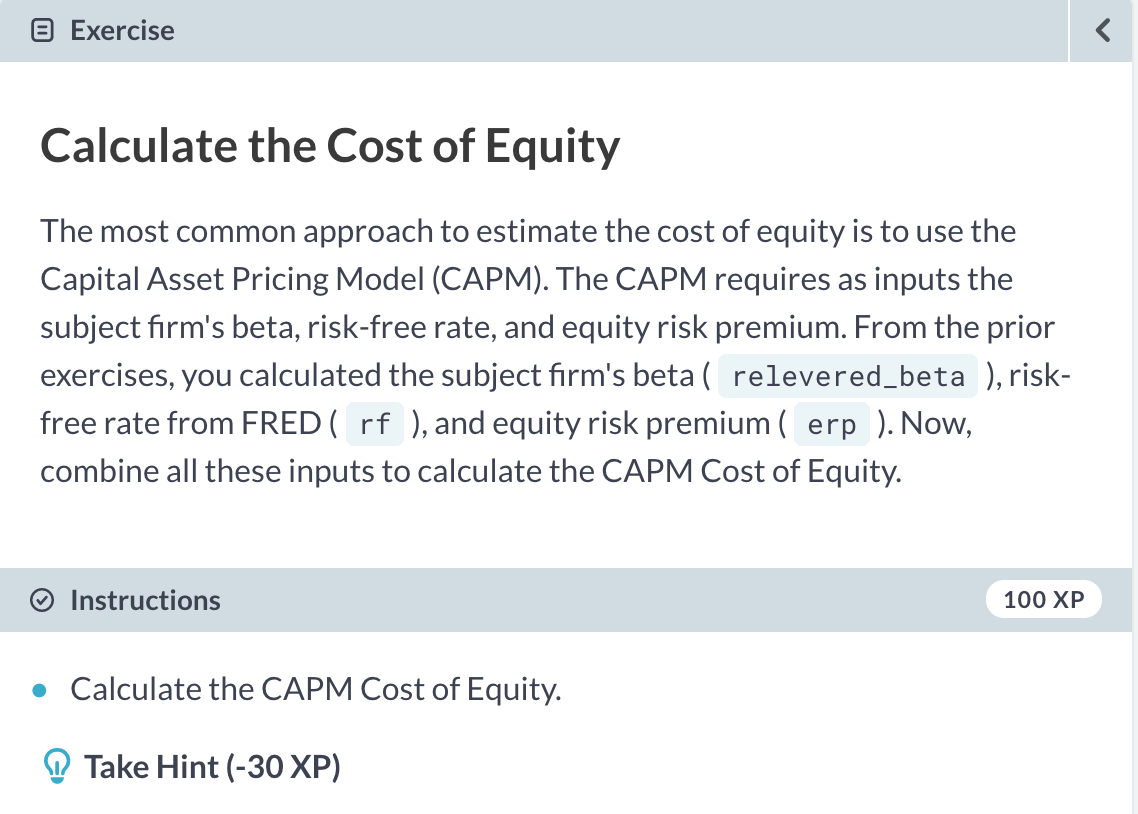 Exercise
Calculate the Cost of Equity
The most common approach to estimate the cost of equity is to use the
Capital Asset Pricing Model (CAPM). The CAPM requires as inputs the
subject firm's beta, risk-free rate, and equity risk premium. From the prior
exercises, you calculated the subject firm's beta ( relevered_beta ), risk-
free rate from FRED ( rf ), and equity risk premium ( erp ). Now,
combine all these inputs to calculate the CAPM Cost of Equity.
Instructions
100 XP
Calculate the CAPM Cost of Equity.
Take Hint (-30 XP)